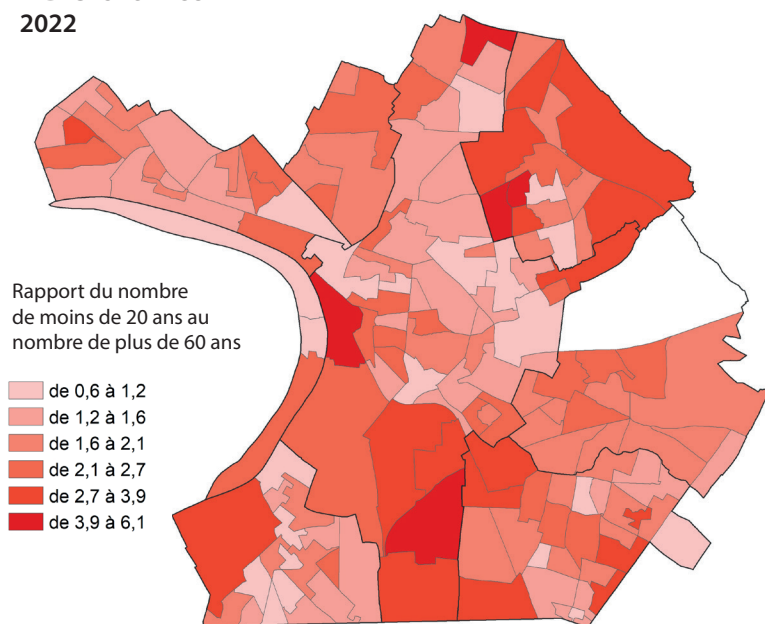 2022
Rapport du nombre
de moins de 20 ans au
nombre de plus de 60 ans
de 0,6 à 1,2
de 1,2 à 1,6
de 1,6 à 2,1
de 2,1 à 2,7
de 2,7 à 3,9
de 3,9 à 6,1